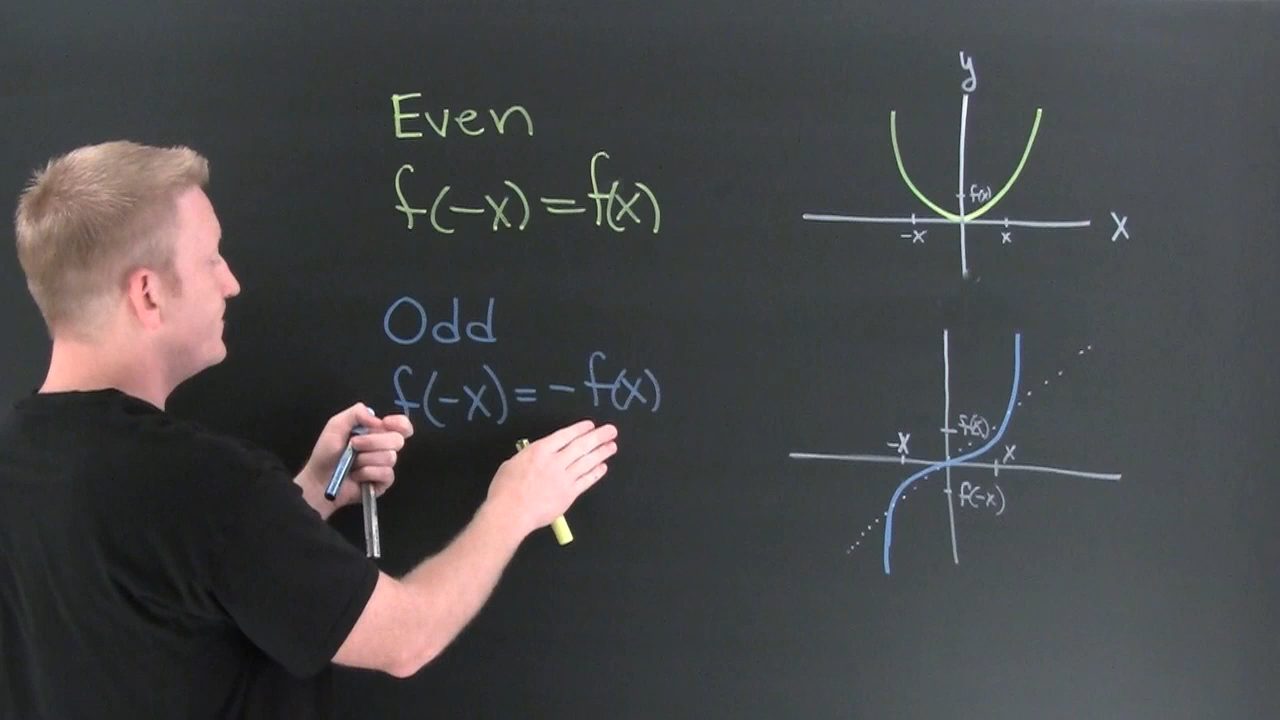 Even
f(-x)=f(x)
Odd
f(-x)=-f(x)
y
f(x)
-x
x
X
f(x)
-x
x
f(-x)